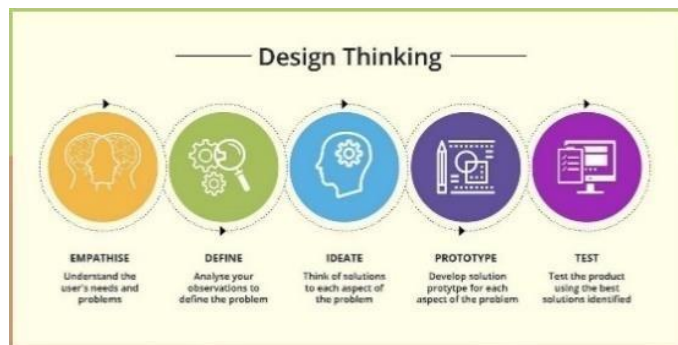 Design Thinking
EMPATHISE
Understand the
user's needs and
problems
DEFINE
Analyse your
observations to
define the problem
IDEATE
Think of solutions
to each aspect of
the problem
PROTOTYPE
Develop solution
protytpe for each
aspect of the problem
TEST
Test the product
using the best
solutions identified